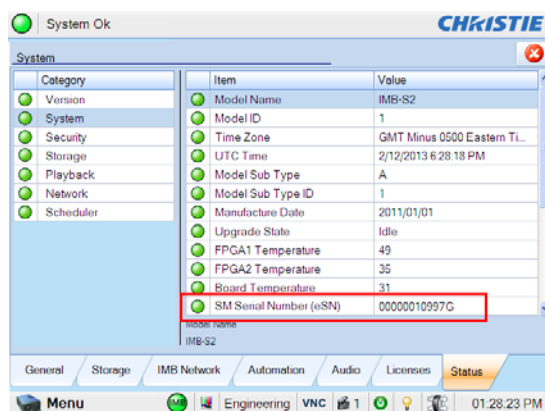 System Ok
CHRISTIE
System
Category
Item Value
Version
Model Name IMB-S2
System
Model ID 1
Security
Time Zone GMT Minus 0500 Eastern Ti...
Storage
UTC Time 2/12/2013 6:28:18 PM
Playback
Model Sub Type A
Network
Model Sub Type ID 1
Scheduler
Manufacture Date 2011/01/01
Upgrade State Idle
FPGA1 Temperature 49
FPGA2 Temperature 35
Board Temperature 31
SM Serial Number (eSN) 00000010997G
Model Name
IMB-S2
General Storage IMB Network Automation Audio Licenses Status
Menu IMB Engineering VNC 1 01:28:23 PM